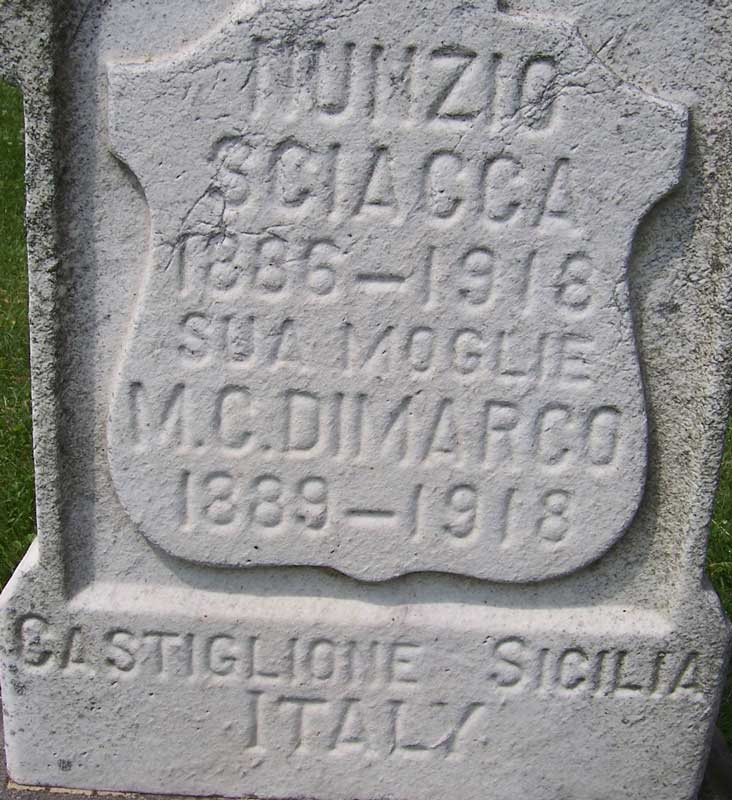 NUNZIO
SCIACCA
1886–1918
SUA MOGLIE
M.C. DIMARCO
1889–1918
CASTIGLIONE SICILIA
ITALY